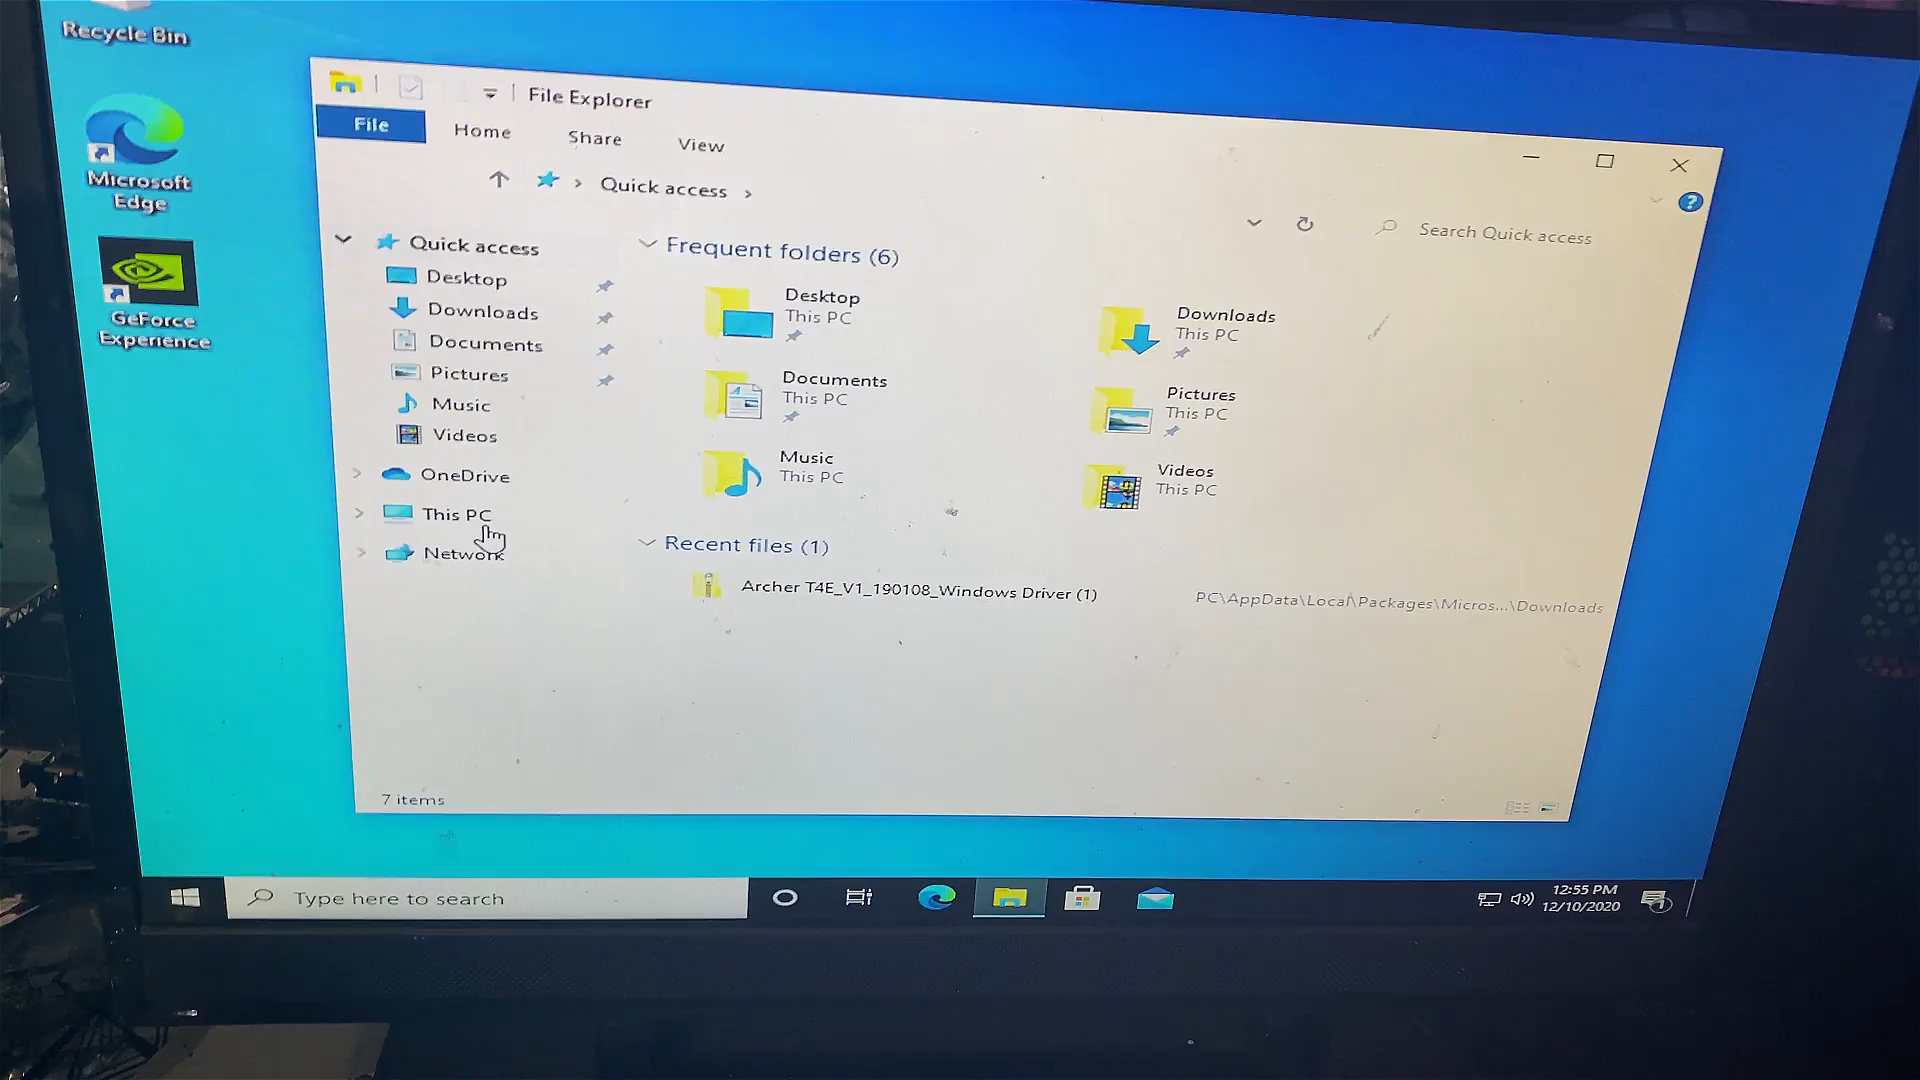 Recycle Bin
Microsoft
Edge
GeForce
Experience
File Explorer
File
Home
Share
View
Quick access
Search Quick access
Quick access
Desktop
Downloads
Documents
Pictures
Music
Videos
OneDrive
This PC
Network
Frequent folders (6)
Desktop
This PC
Downloads
This PC
Documents
This PC
Pictures
This PC
Music
This PC
Videos
This PC
Recent files (1)
Archer T4E_V1_190108_Windows Driver (1)
PC\AppData\Local\Packages\Micros...\Downloads
7 items
Type here to search
12:55 PM
12/10/2020